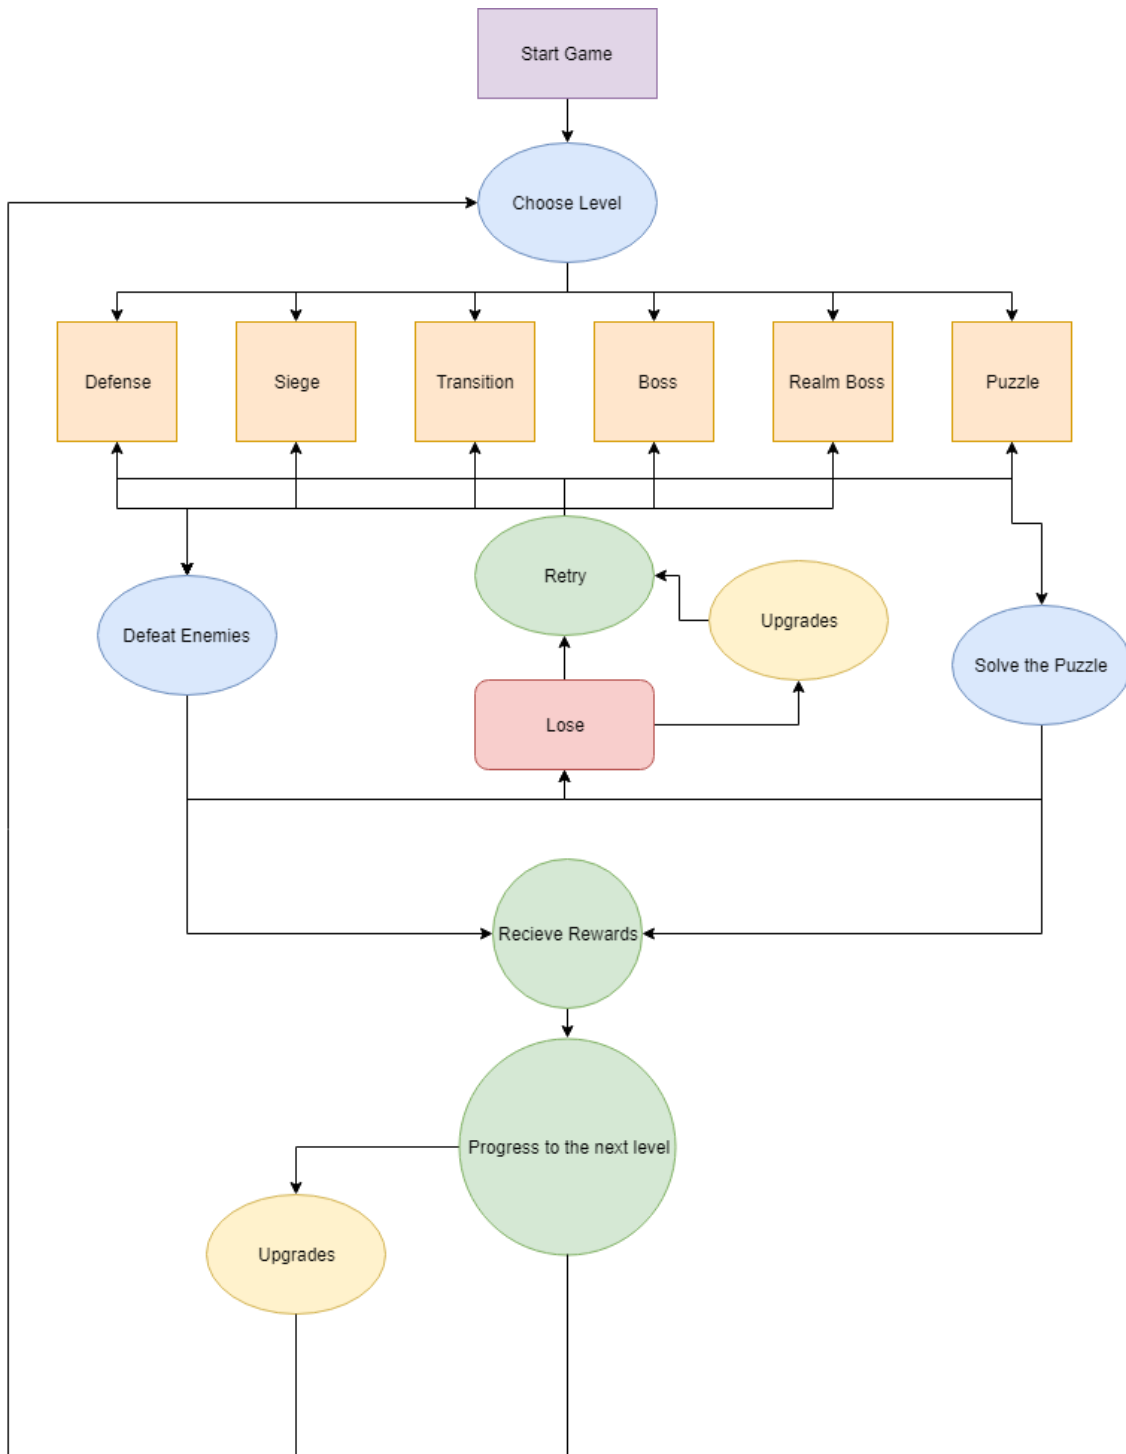 Start Game
Choose Level
Defense
Siege
Transition
Boss
Realm Boss
Puzzle
Retry
Upgrades
Defeat Enemies
Solve the Puzzle
Lose
Recieve Rewards
Progress to the next level
Upgrades